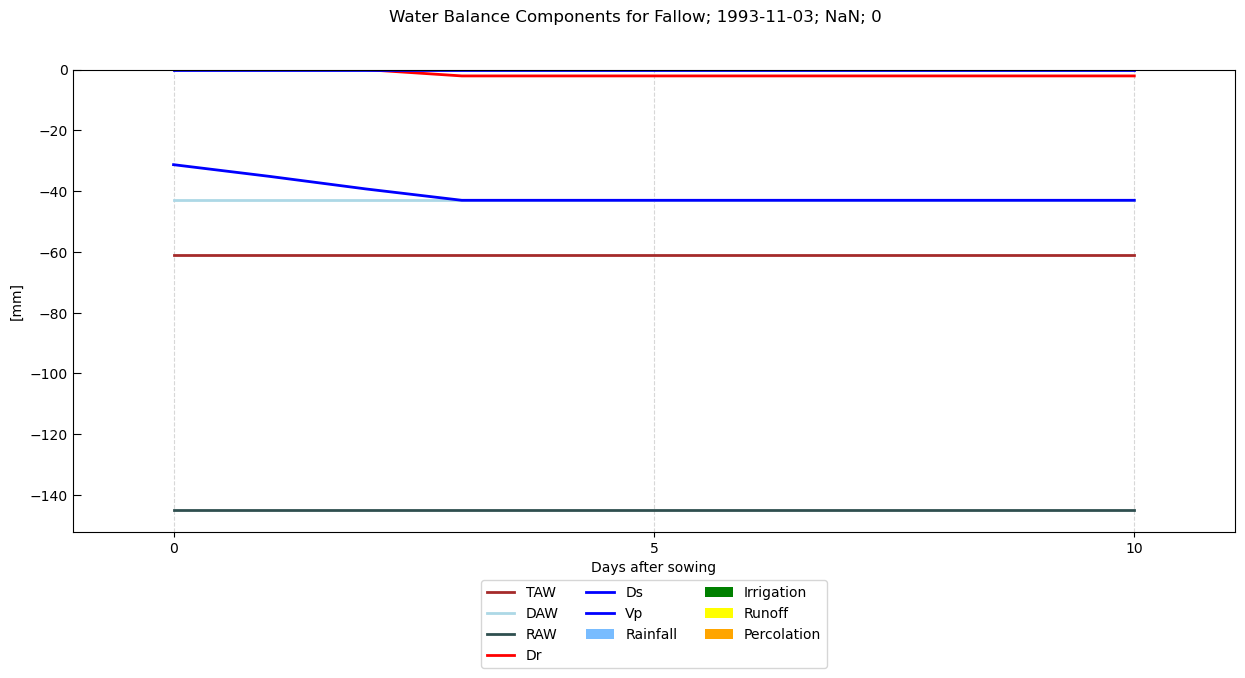 Water Balance Components for Fallow; 1993-11-03; NaN; 0
0
−20
−40
−60
−80
−100
−120
−140
[mm]
0 5 10
Days after sowing
TAW Ds Irrigation
DAW Vp Runoff
RAW Rainfall Percolation
Dr